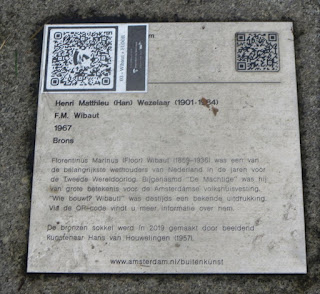 Henri Matthieu (Han) Wezelaar (1901-1984)
F.M. Wibaut
1967
Brons
Florentinus Marinus (Floor) Wibaut (1859-1936) was een van
de belangrijkste wethouders van Nederland in de jaren voor
de Tweede Wereldoorlog. Bijgenaamd "De Machtige" was hij
van grote betekenis voor de Amsterdamse volkshuisvesting.
"Wie bouwt? Wibaut!" was destijds een bekende uitdrukking.
Via de QR-code vindt u meer informatie over hem.
De bronzen sokkel werd in 2019 gemaakt door beeldend
kunstenaar Hans van Houwelingen (1957).
www.amsterdam.nl/buitenkunst